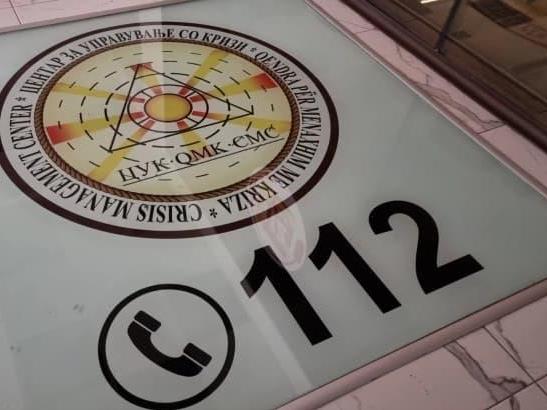 * ЦЕНТАР ЗА УПРАВУВАЊЕ СО КРИЗИ * QENDRA PËR MENAXHIM ME KRIZA * CRISIS MANAGEMENT CENTER
ЦУК·QMK·CMC
112